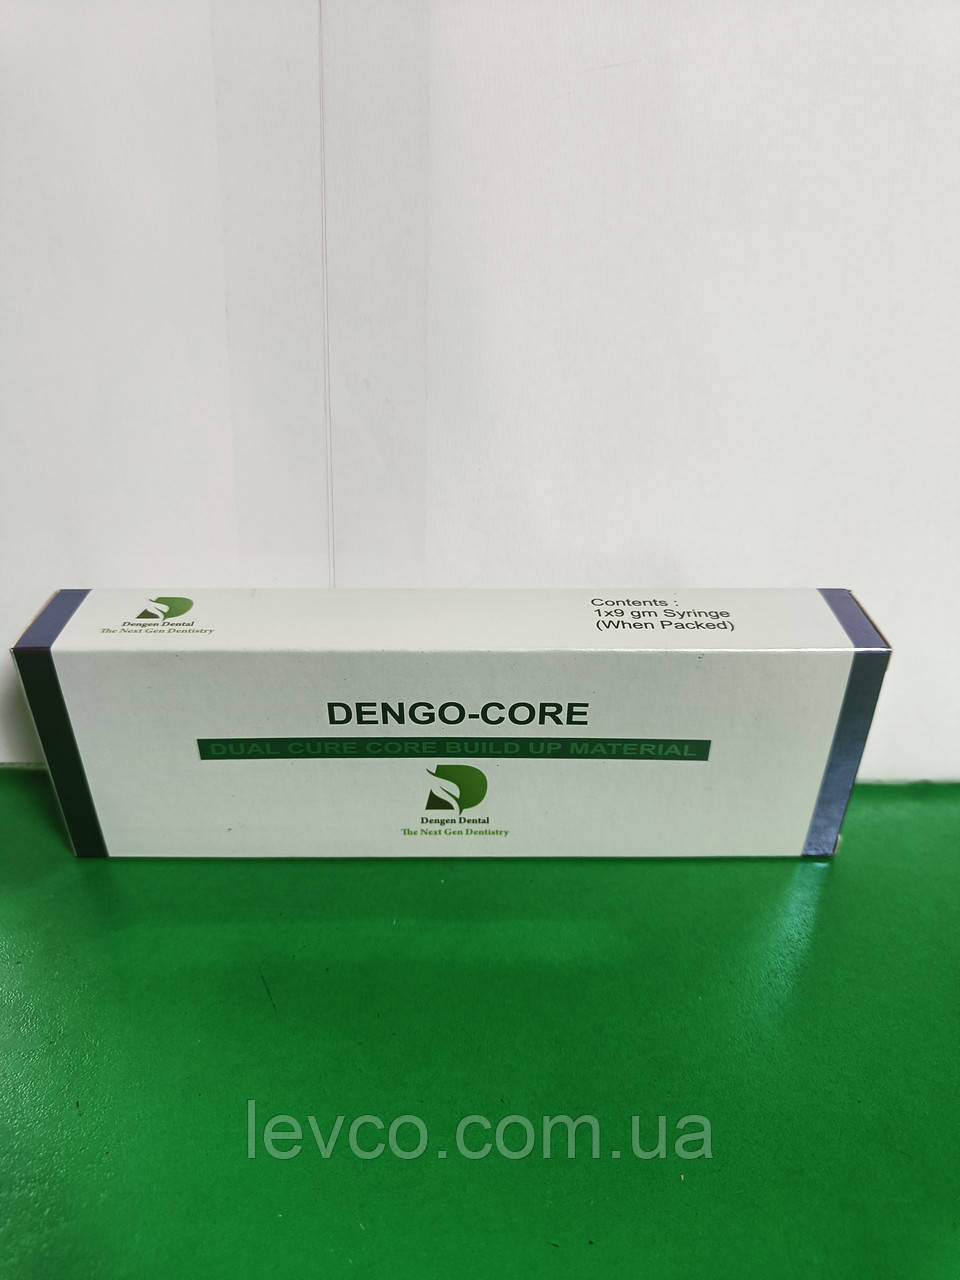 Dengen Dental
The Next Gen Dentistry
Contents :
1x9 gm Syringe
(When Packed)
DENGO-CORE
DUAL CURE CORE BUILD UP MATERIAL
Dengen Dental
The Next Gen Dentistry
levco.com.ua